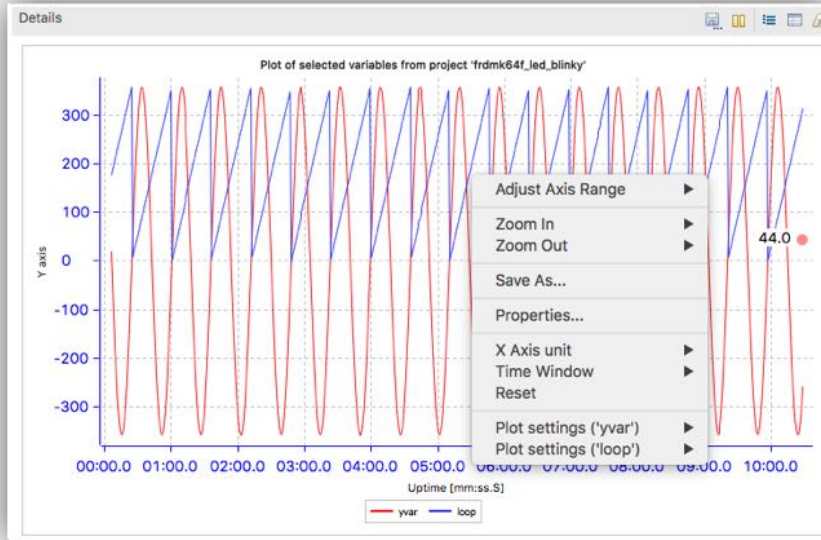 Details
Plot of selected variables from project 'frdmk64f_led_blinky'
300
200
100
0
-100
-200
-300
Y axis
Adjust Axis Range
Zoom In
Zoom Out
Save As...
Properties...
X Axis unit
Time Window
Reset
Plot settings ('yvar')
Plot settings ('loop')
44.0
00:00.0 01:00.0 02:00.0 03:00.0 04:00.0 05:00.0 06:00.0 07:00.0 08:00.0 09:00.0 10:00.0
Uptime [mm:ss.S]
yvar loop